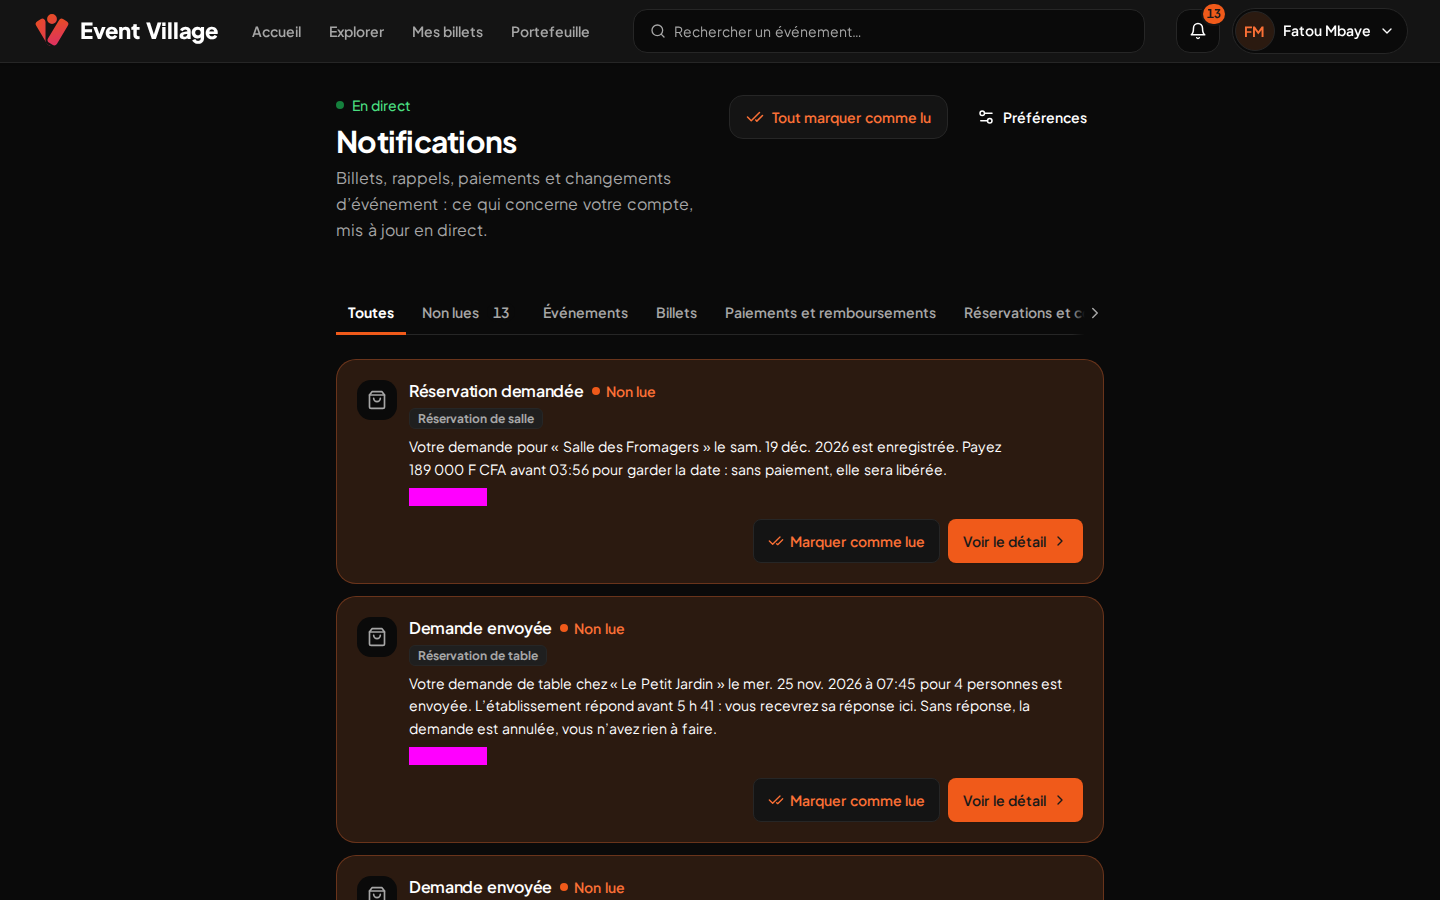 Event Village
Accueil
Explorer
Mes billets
Portefeuille
Rechercher un événement…
13
FM
Fatou Mbaye
En direct
Notifications
Billets, rappels, paiements et changements
d’événement : ce qui concerne votre compte,
mis à jour en direct.
Tout marquer comme lu
Préférences
Toutes
Non lues 13
Événements
Billets
Paiements et remboursements
Réservations et c
Réservation demandée
Non lue
Réservation de salle
Votre demande pour « Salle des Fromagers » le sam. 19 déc. 2026 est enregistrée. Payez
189 000 F CFA avant 03:56 pour garder la date : sans paiement, elle sera libérée.
Marquer comme lue
Voir le détail
Demande envoyée
Non lue
Réservation de table
Votre demande de table chez « Le Petit Jardin » le mer. 25 nov. 2026 à 07:45 pour 4 personnes est
envoyée. L’établissement répond avant 5 h 41 : vous recevrez sa réponse ici. Sans réponse, la
demande est annulée, vous n’avez rien à faire.
Marquer comme lue
Voir le détail
Demande envoyée
Non lue